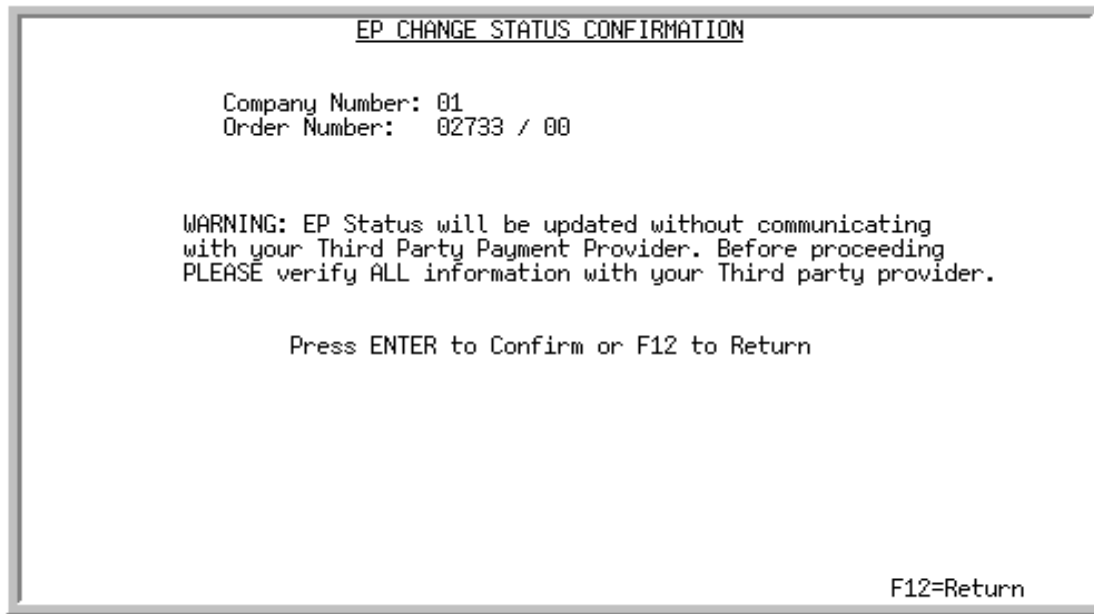 EP CHANGE STATUS CONFIRMATION
Company Number: 01
Order Number: 02733 / 00
WARNING: EP Status will be updated without communicating
with your Third Party Payment Provider. Before proceeding
PLEASE verify ALL information with your Third party provider.
Press ENTER to Confirm or F12 to Return
F12=Return